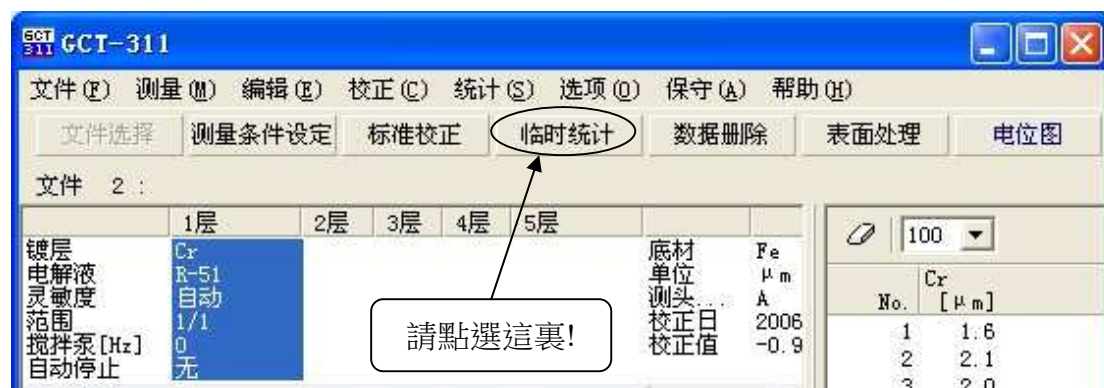 GCT-311
文件(F) 测量(M) 编辑(E) 校正(C) 统计(S) 选项(O) 保守(A) 帮助(H)
文件选择 测量条件设定 标准校正 临时统计 数据删除 表面处理 电位图
文件 2 :
1层 2层 3层 4层 5层
镀层 Cr 底材 Fe
电解液 R-51 单位 μm
灵敏度 自动 测头... A
范围 1/1 校正日 2006
搅拌泵[Hz] 0 校正值 -0.9
自动停止 无
100
Cr
No. [μm]
1 1.6
2 2.1
3 2.0
請點選這裏!